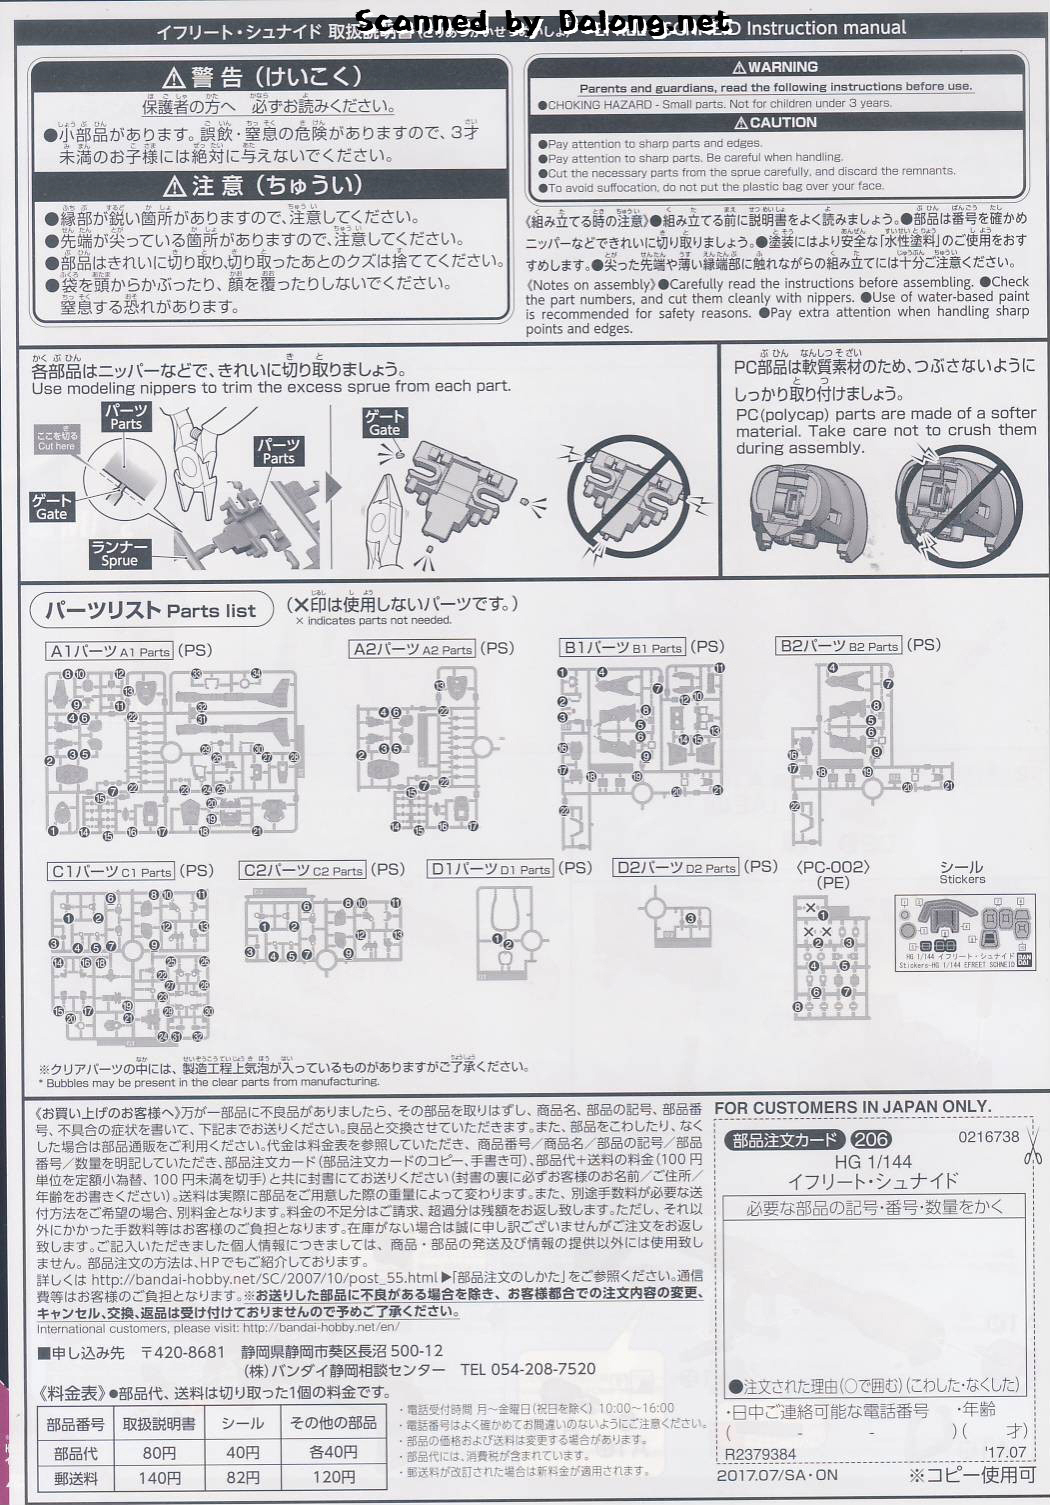 Scanned by Dalong.net
イフリート・シュナイド 取扱説明書
Instruction manual
⚠警告(けいこく)
保護者の方へ 必ずお読みください。
●小部品があります。誤飲・窒息の危険がありますので、3才
未満のお子様には絶対に与えないでください。
⚠注意(ちゅうい)
●縁部が鋭い箇所がありますので、注意してください。
●先端が尖っている箇所がありますので、注意してください。
●部品はきれいに切り取り、切り取ったあとのクズは捨ててください。
●袋を頭からかぶったり、顔を覆ったりしないでください。
窒息する恐れがあります。
⚠WARNING
Parents and guardians, read the following instructions before use.
●CHOKING HAZARD - Small parts. Not for children under 3 years.
⚠CAUTION
●Pay attention to sharp parts and edges.
●Pay attention to sharp parts. Be careful when handling.
●Cut the necessary parts from the sprue carefully, and discard the remnants.
●To avoid suffocation, do not put the plastic bag over your face.
《組み立てる時の注意》●組み立てる前に説明書をよく読みましょう。●部品は番号を確かめ
ニッパーなどできれいに切り取りましょう。●塗装にはより安全な「水性塗料」のご使用をおす
すめします。●尖った先端や薄い縁端部に触れながらの組み立てには十分ご注意ください。
《Notes on assembly》●Carefully read the instructions before assembling. ●Check
the part numbers, and cut them cleanly with nippers. ●Use of water-based paint
is recommended for safety reasons. ●Pay extra attention when handling sharp
points and edges.
各部品はニッパーなどで、きれいに切り取りましょう。
Use modeling nippers to trim the excess sprue from each part.
パーツ
Parts
ここを切る
Cut here
ゲート
Gate
ランナー
Sprue
パーツ
Parts
ゲート
Gate
PC部品は軟質素材のため、つぶさないように
しっかり取り付けましょう。
PC(polycap) parts are made of a softer
material. Take care not to crush them
during assembly.
パーツリスト Parts list
(×印は使用しないパーツです。)
× indicates parts not needed.
A1パーツ A1 Parts (PS)
A2パーツ A2 Parts (PS)
B1パーツ B1 Parts (PS)
B2パーツ B2 Parts (PS)
C1パーツ C1 Parts (PS)
C2パーツ C2 Parts (PS)
D1パーツ D1 Parts (PS)
D2パーツ D2 Parts (PS)
〈PC-002〉
(PE)
シール
Stickers
HG 1/144 イフリート・シュナイド
Stickers-HG 1/144 EFREET SCHNEID
BANDAI
※クリアパーツの中には、製造工程上気泡が入っているものがありますがご了承ください。
* Bubbles may be present in the clear parts from manufacturing.
《お買い上げのお客様へ》万が一部品に不良品がありましたら、その部品を取りはずし、商品名、部品の記号、部品番
号、不具合の症状を書いて、下記までお送りください。良品と交換させていただきます。また、部品をこわしたり、なく
した場合は部品通販をご利用ください。代金は料金表を参照していただき、商品番号/商品名/部品の記号/部品
番号/数量を明記していただき、部品注文カード(部品注文カードのコピー、手書き可)、部品代+送料の料金(100円
単位を定額小為替、100円未満を切手)と共に封書にてお送りください(封書の裏に必ずお客様のお名前/ご住所/
年齢をお書きください)。送料は実際に部品をご用意した際の重量によって変わります。また、別途手数料が必要な送
付方法をご希望の場合、別料金となります。料金の不足分はご請求、超過分は残額をお返し致します。ただし、それ以
外にかかった手数料等はお客様のご負担となります。在庫がない場合は誠に申し訳ございませんがご注文をお返し
致します。ご記入いただきました個人情報につきましては、商品・部品の発送及び情報の提供以外には使用致し
ません。部品注文の方法は、HPでもご紹介しております。
詳しくは http://bandai-hobby.net/SC/2007/10/post_55.html▶「部品注文のしかた」をご参照ください。通信
費等はお客様のご負担となります。※お送りした部品に不良がある場合を除き、お客様都合での注文内容の変更、
キャンセル、交換、返品は受け付けておりませんので予めご了承ください。
International customers, please visit: http://bandai-hobby.net/en/
■申し込み先 〒420-8681 静岡県静岡市葵区長沼500-12
(株)バンダイ静岡相談センター TEL 054-208-7520
《料金表》●部品代、送料は切り取った1個の料金です。
部品番号 取扱説明書 シール その他の部品
部品代 80円 40円 各40円
郵送料 140円 82円 120円
・電話受付時間 月〜金曜日(祝日を除く) 10:00〜16:00
・電話番号はよく確かめてお間違いのないようにご注意ください。
・部品の価格および送料は変更する場合があります。
・部品代には、消費税が含まれています。
・郵送料が改訂された場合は新料金が適用されます。
FOR CUSTOMERS IN JAPAN ONLY.
部品注文カード 206 0216738
HG 1/144
イフリート・シュナイド
必要な部品の記号・番号・数量をかく
●注文された理由(○で囲む)(こわした・なくした)
・日中ご連絡可能な電話番号 ・年齢
( - - )( 才)
R2379384 '17.07
2017.07/SA・ON ※コピー使用可